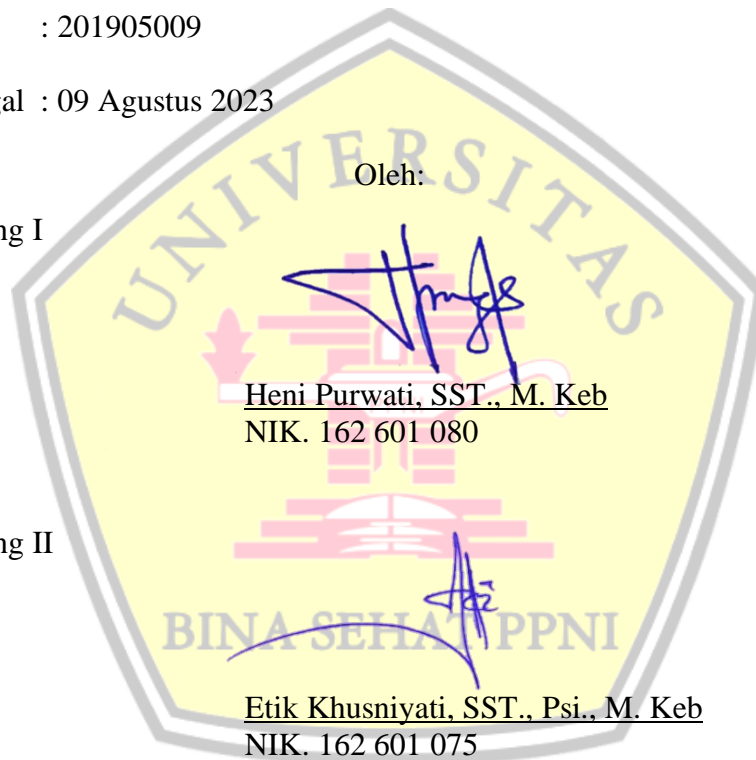 : 201905009
gal : 09 Agustus 2023
UNIVERSITAS
Oleh:
ng I
Heni Purwati, SST., M. Keb
NIK. 162 601 080
ng II
BINA SEHAT PPNI
Etik Khusniyati, SST., Psi., M. Keb
NIK. 162 601 075